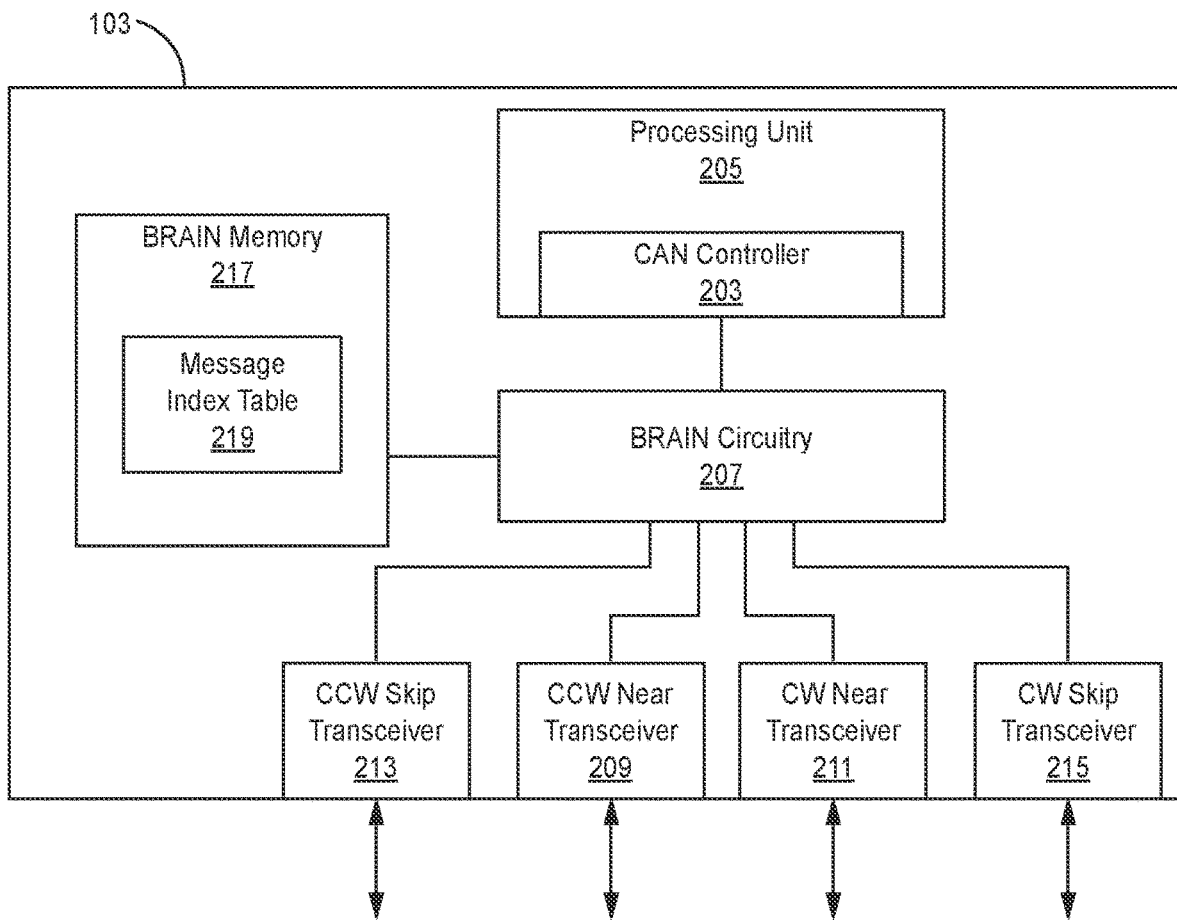 103
Processing Unit
205
CAN Controller
203
BRAIN Memory
217
Message
Index Table
219
BRAIN Circuitry
207
CCW Skip
Transceiver
213
CCW Near
Transceiver
209
CW Near
Transceiver
211
CW Skip
Transceiver
215